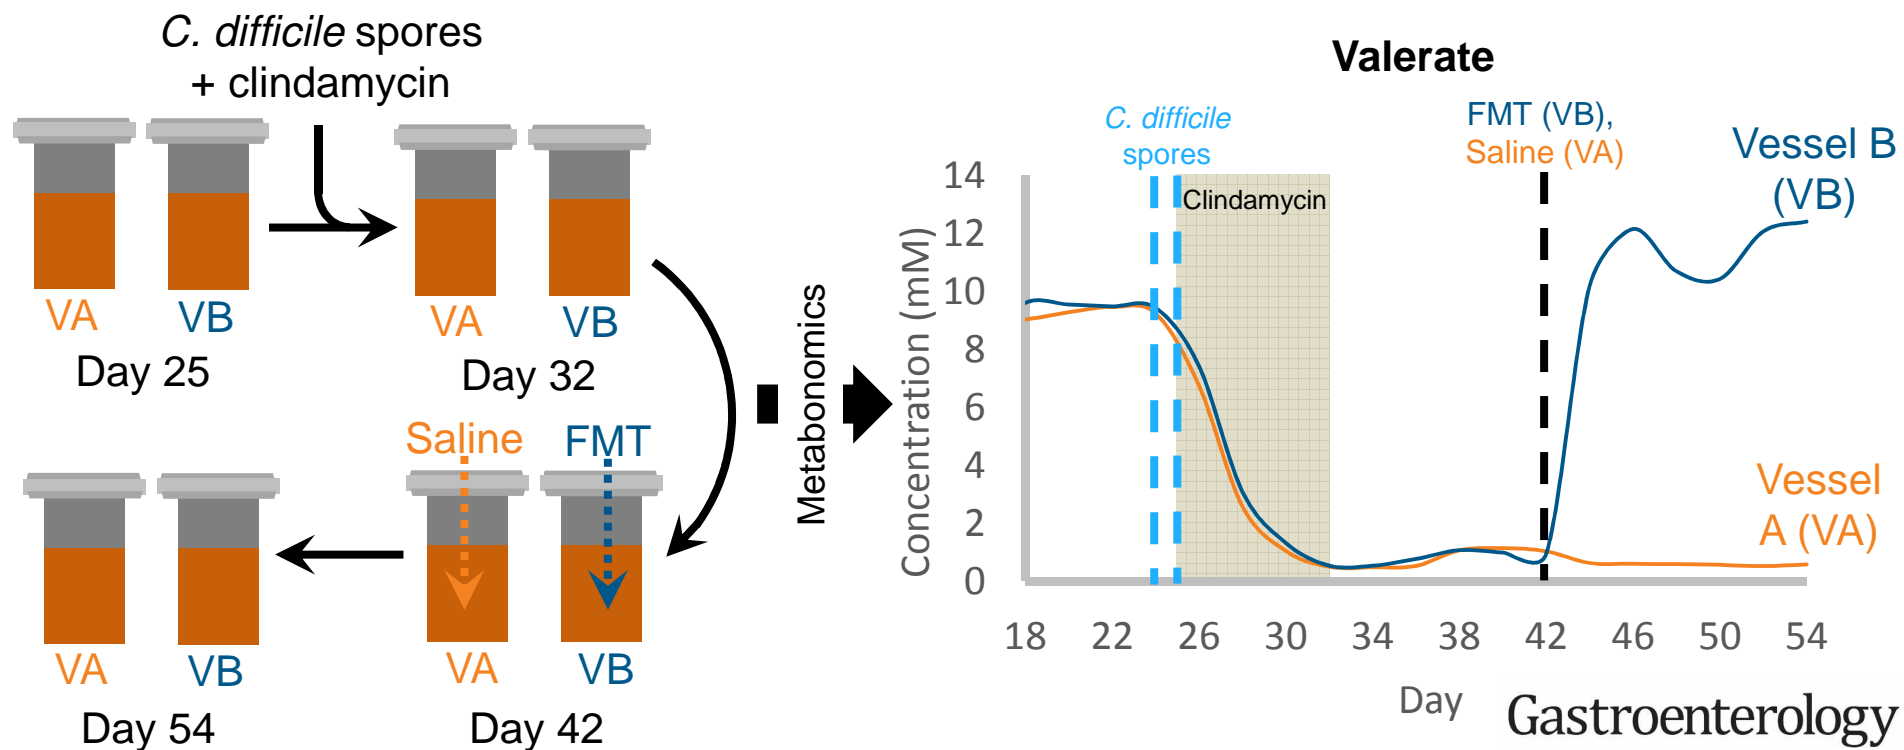 C. difficile spores
+ clindamycin
VA
VB
Day 25
VA
VB
Day 32
Saline
FMT
VA
VB
Day 54
VA
VB
Day 42
Metabonomics
Valerate
C. difficile
spores
FMT (VB),
Saline (VA)
Vessel B
(VB)
Clindamycin
Vessel
A (VA)
Concentration (mM)
14
12
10
8
6
4
2
0
18 22 26 30 34 38 42 46 50 54
Day
Gastroenterology